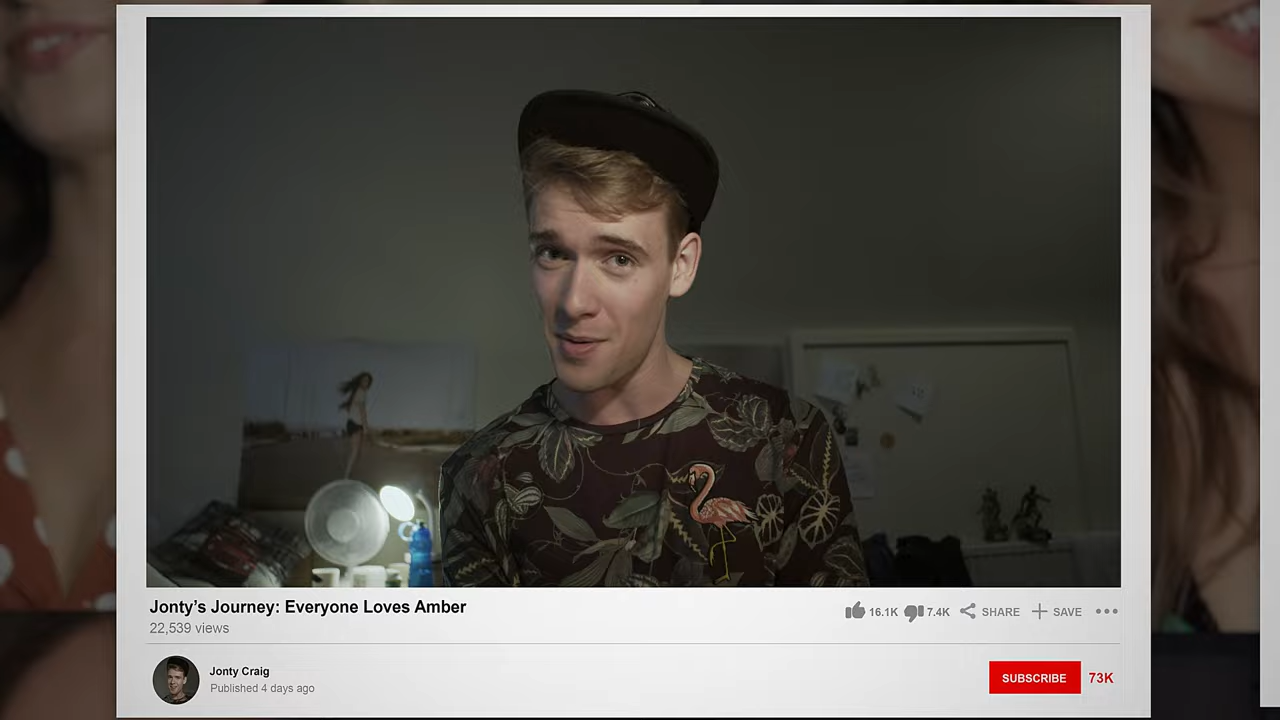 Jonty’s Journey: Everyone Loves Amber
22,539 views
16.1K 7.4K SHARE SAVE
Jonty Craig
Published 4 days ago
SUBSCRIBE 73K